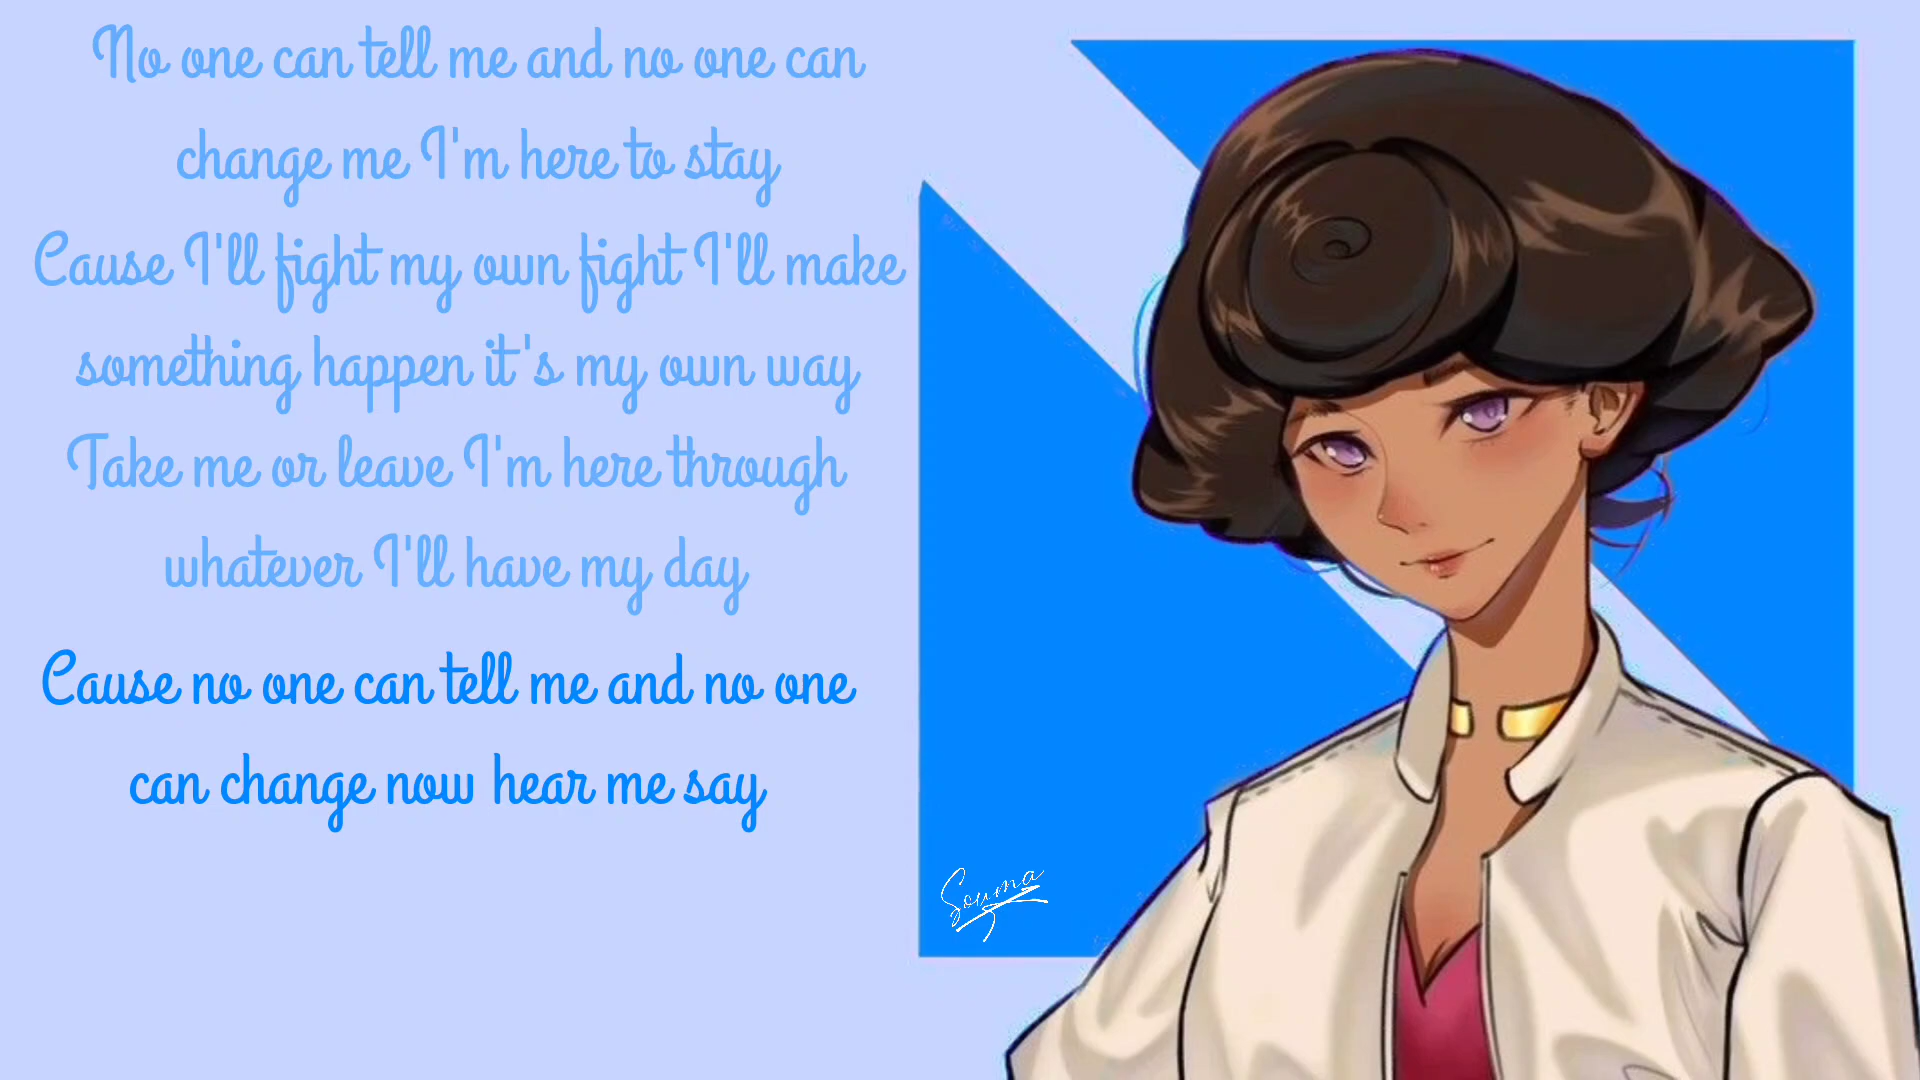 No one can tell me and no one can
change me I'm here to stay
Cause I'll fight my own fight I'll make
something happen it's my own way
Take me or leave I'm here through
whatever I'll have my day
Cause no one can tell me and no one
can change now hear me say
Souma